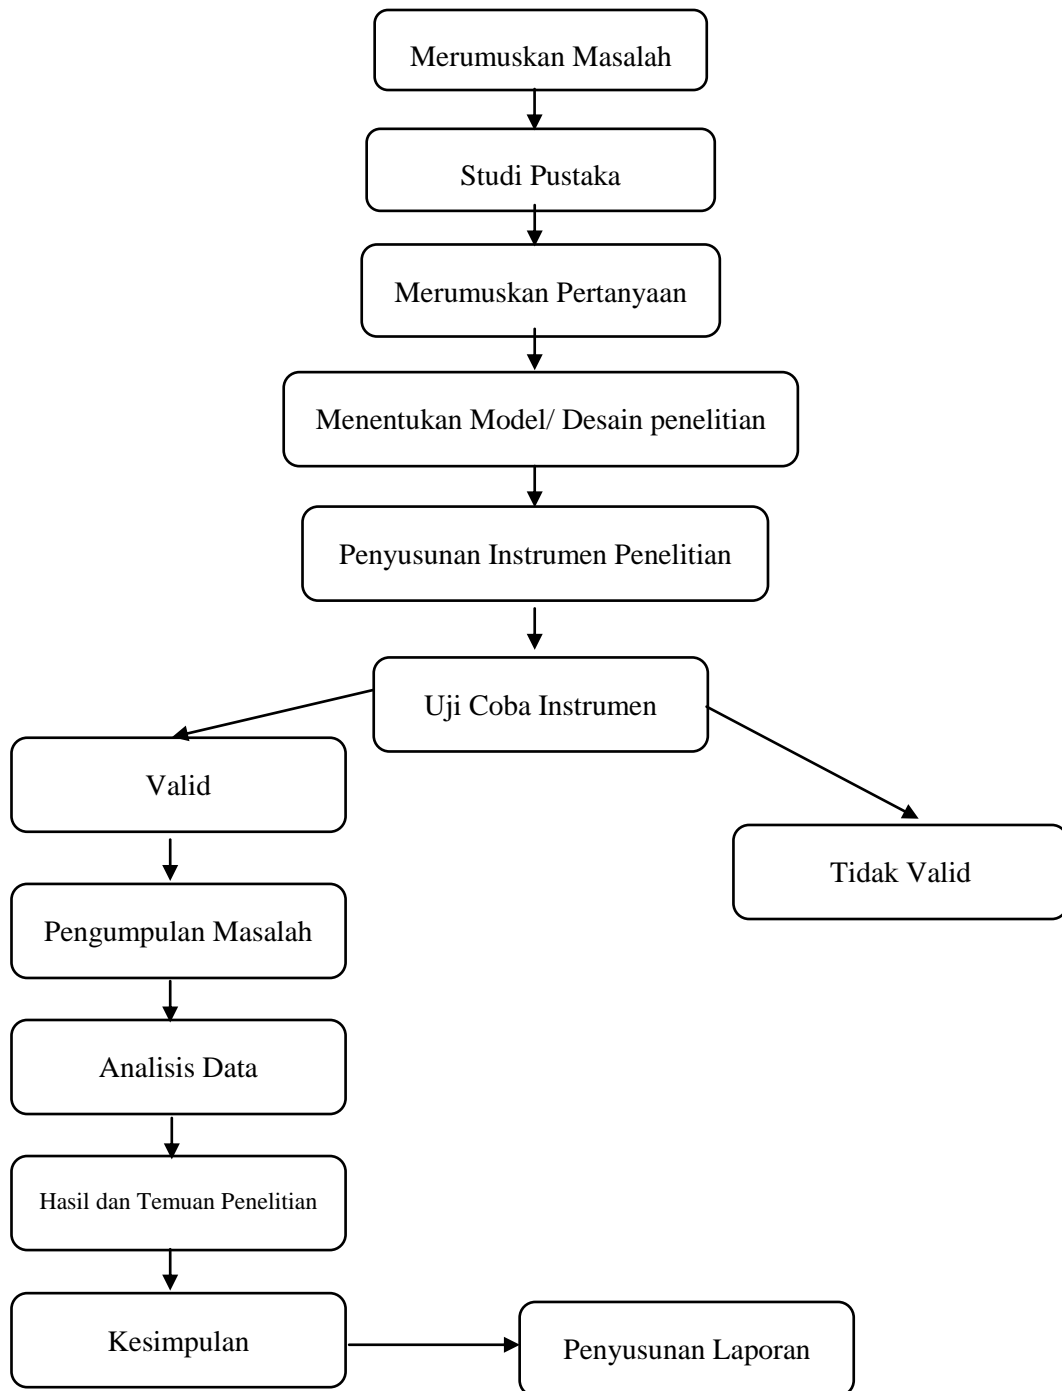 Merumuskan Masalah
Studi Pustaka
Merumuskan Pertanyaan
Menentukan Model/ Desain penelitian
Penyusunan Instrumen Penelitian
Uji Coba Instrumen
Valid
Tidak Valid
Pengumpulan Masalah
Analisis Data
Hasil dan Temuan Penelitian
Kesimpulan
Penyusunan Laporan